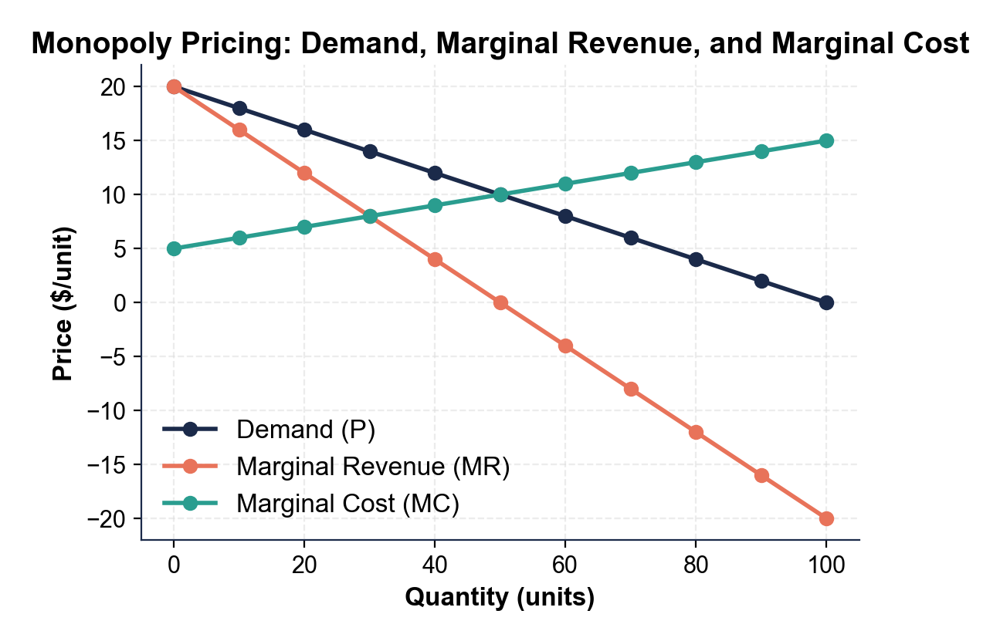 Monopoly Pricing: Demand, Marginal Revenue, and Marginal Cost
20
15
10
5
0
−5
−10
−15
−20
Price ($/unit)
Demand (P)
Marginal Revenue (MR)
Marginal Cost (MC)
0 20 40 60 80 100
Quantity (units)